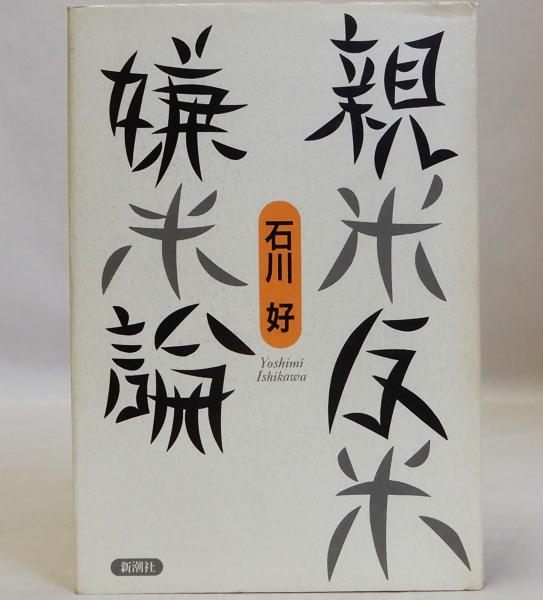 親米反米
嫌米論
石川 好
Yoshimi
Ishikawa
新潮社